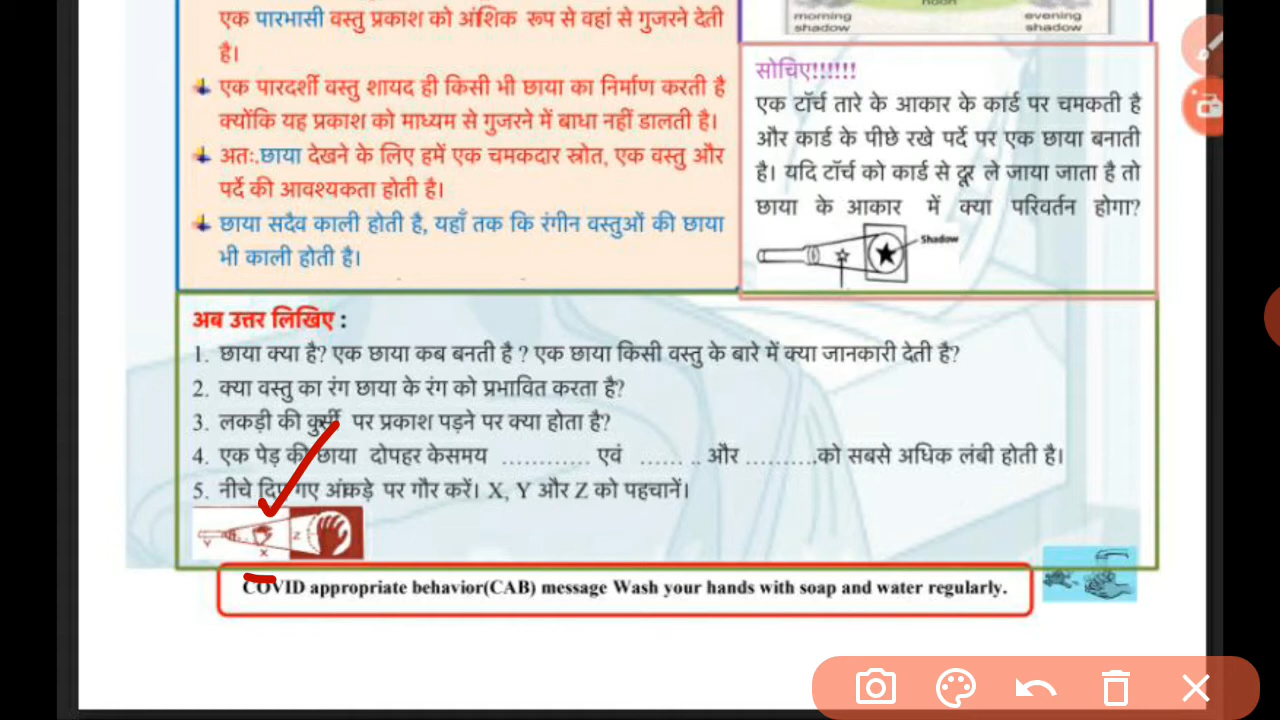 एक पारभासी वस्तु प्रकाश को अंशिक रूप से वहां से गुजरने देती
है।
एक पारदर्शी वस्तु शायद ही किसी भी छाया का निर्माण करती है
क्योंकि यह प्रकाश को माध्यम से गुजरने में बाधा नहीं डालती है।
अतः.छाया देखने के लिए हमें एक चमकदार स्रोत, एक वस्तु और
पर्दे की आवश्यकता होती है।
छाया सदैव काली होती है, यहाँ तक कि रंगीन वस्तुओं की छाया
भी काली होती है।
noon
morning
shadow
evening
shadow
सोचिए!!!!!!
एक टॉर्च तारे के आकार के कार्ड पर चमकती है
और कार्ड के पीछे रखे पर्दे पर एक छाया बनाती
है। यदि टॉर्च को कार्ड से दूर ले जाया जाता है तो
छाया के आकार में क्या परिवर्तन होगा?
Shadow
अब उत्तर लिखिए :
1. छाया क्या है? एक छाया कब बनती है ? एक छाया किसी वस्तु के बारे में क्या जानकारी देती है?
2. क्या वस्तु का रंग छाया के रंग को प्रभावित करता है?
3. लकड़ी की कुर्सी पर प्रकाश पड़ने पर क्या होता है?
4. एक पेड़ की छाया दोपहर केसमय ............ एवं ...... .. और ..........को सबसे अधिक लंबी होती है।
5. नीचे दिए गए आंकड़े पर गौर करें। X, Y और Z को पहचानें।
Y X Z
COVID appropriate behavior(CAB) message Wash your hands with soap and water regularly.